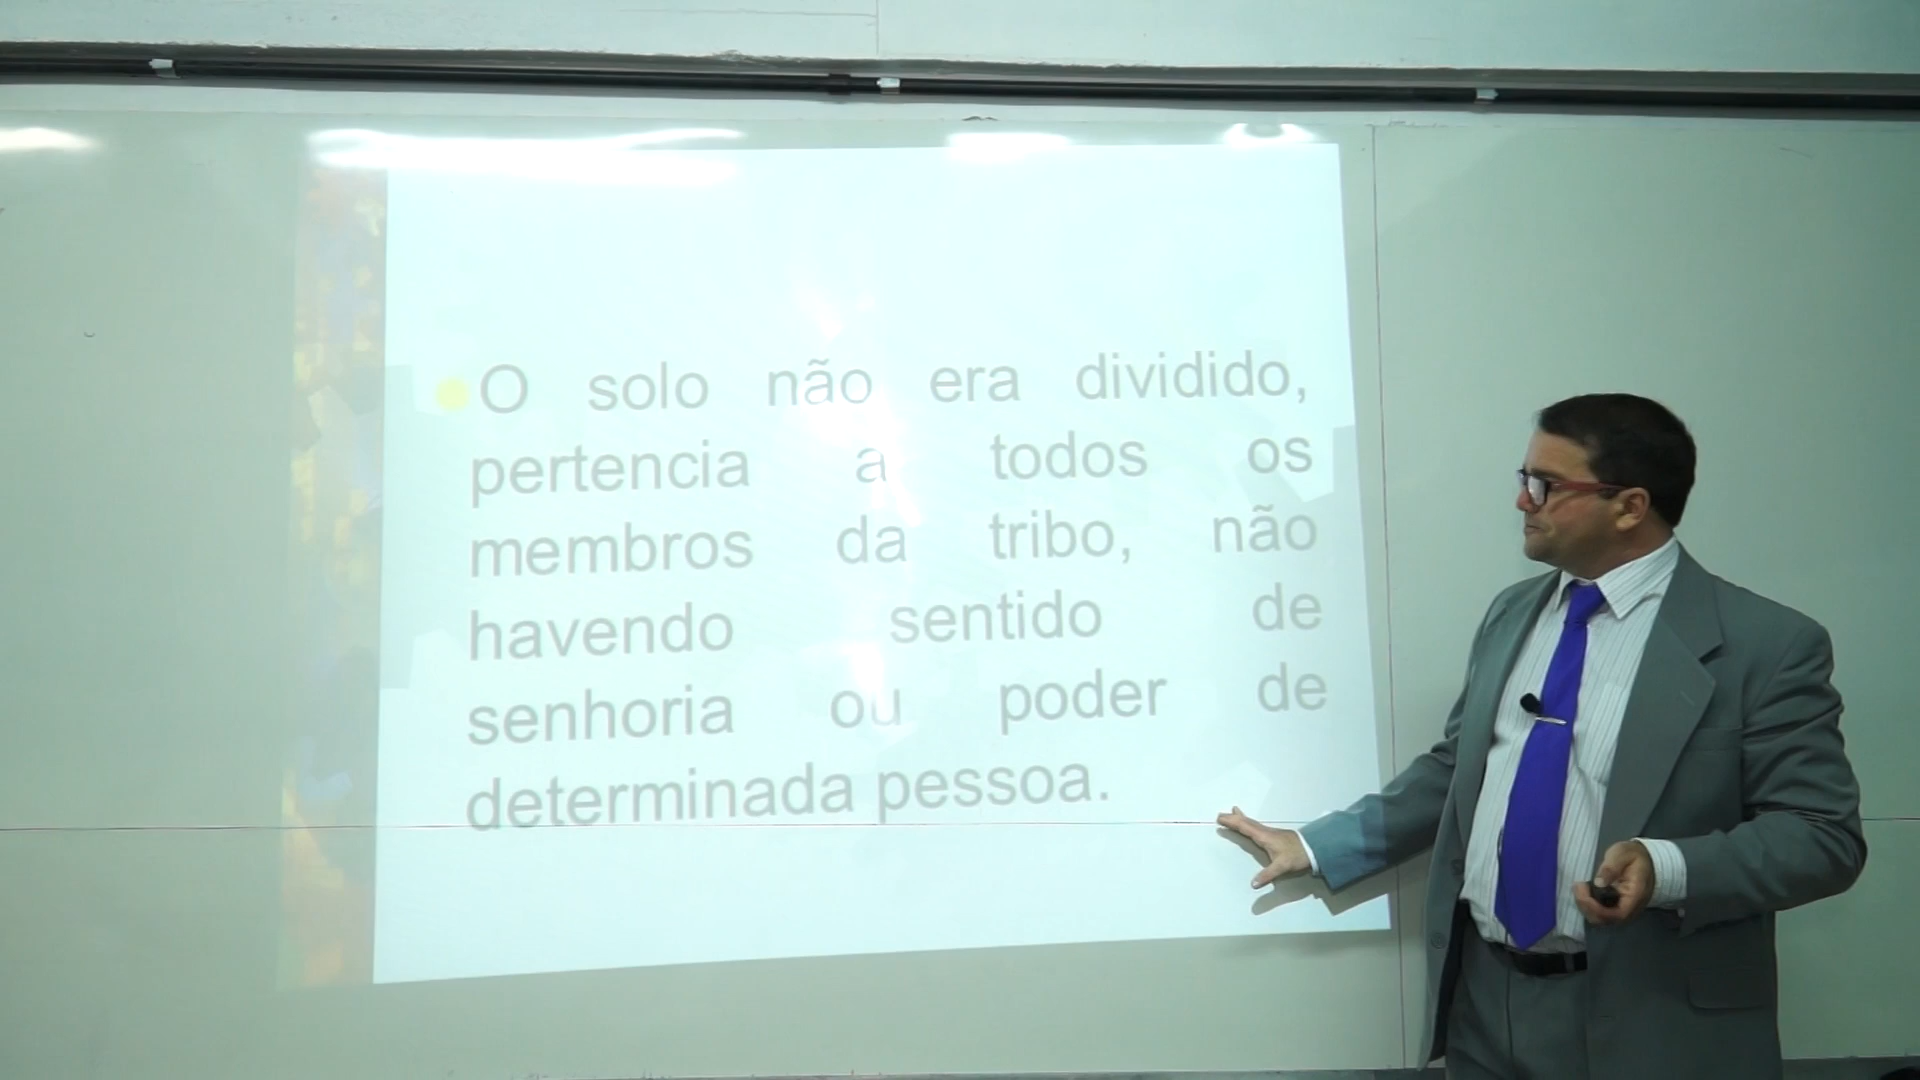 O solo não era dividido,
pertencia a todos os
membros da tribo, não
havendo sentido de
senhoria ou poder de
determinada pessoa.